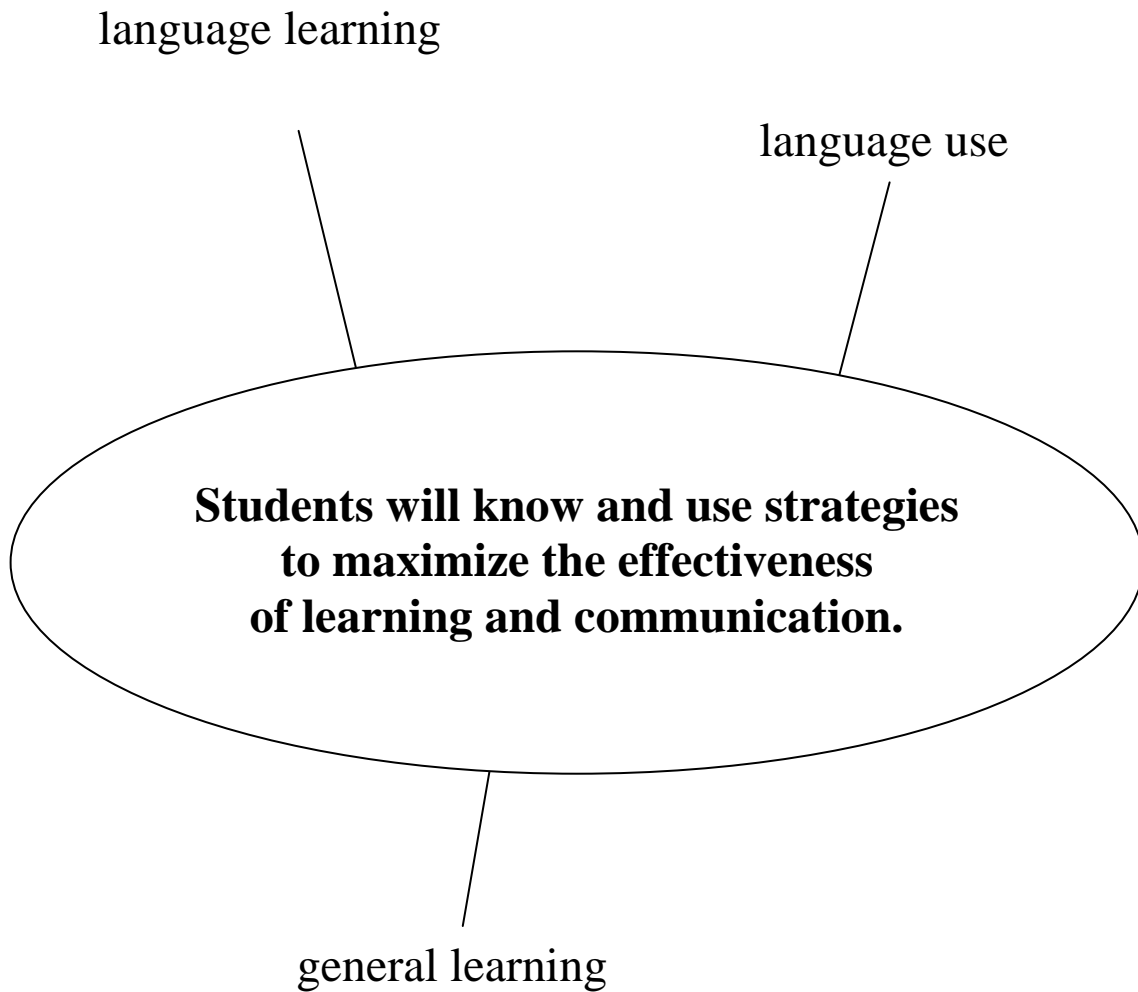 language learning
language use
Students will know and use strategies
to maximize the effectiveness
of learning and communication.
general learning